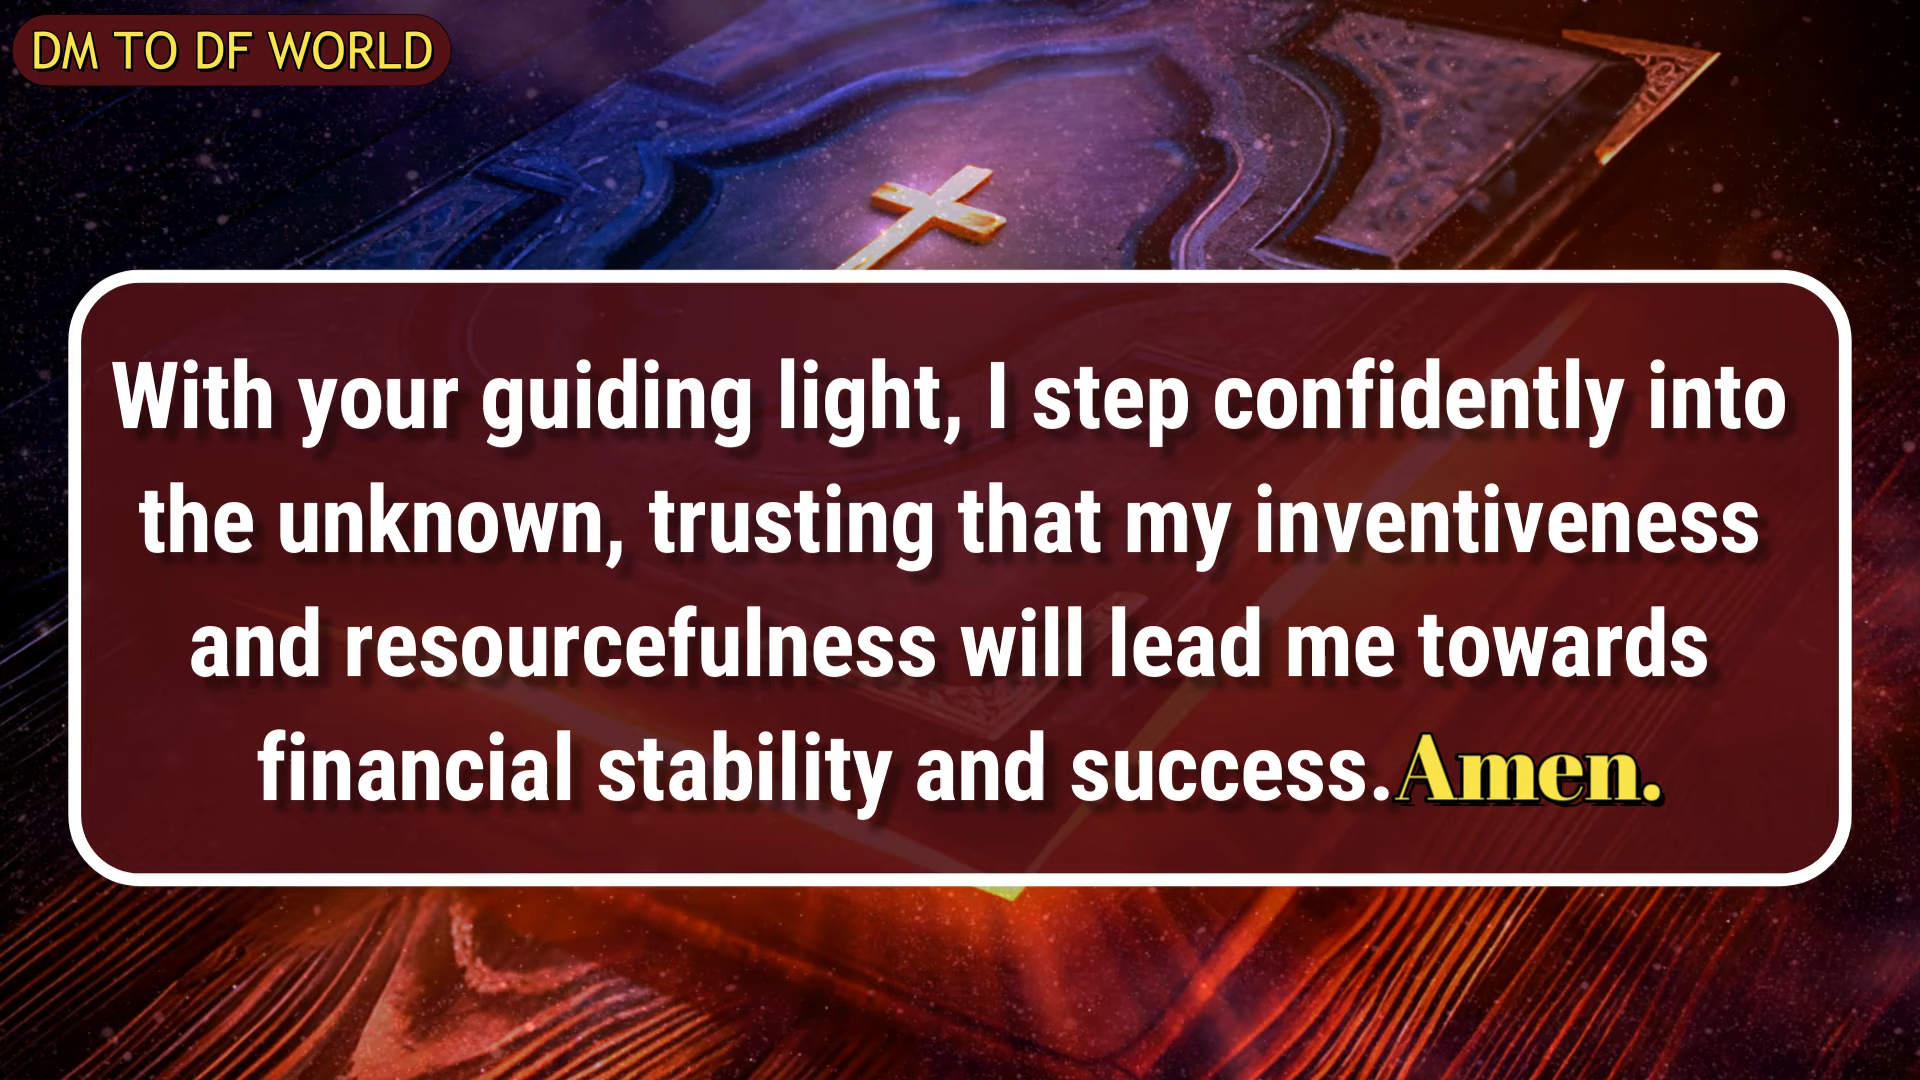 DM TO DF WORLD
With your guiding light, I step confidently into
the unknown, trusting that my inventiveness
and resourcefulness will lead me towards
financial stability and success. Amen.